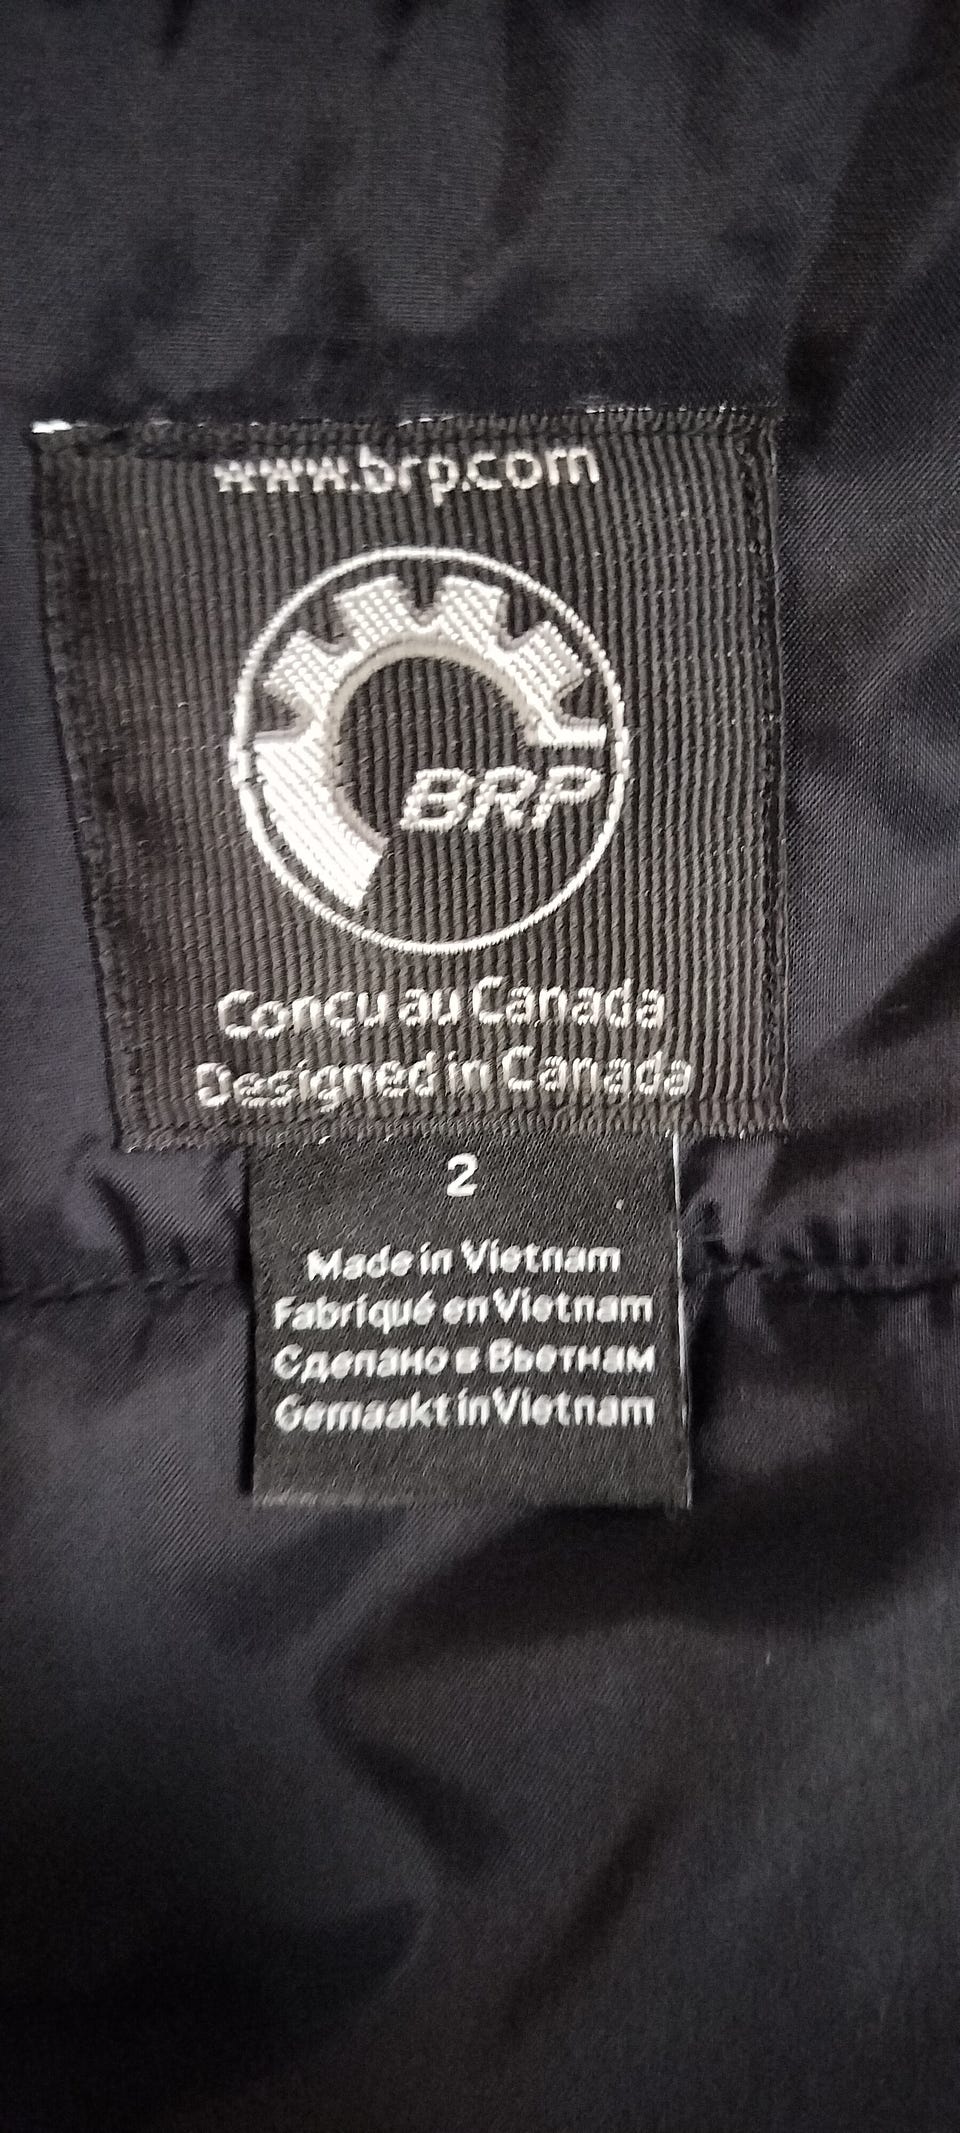 www.brp.com
BRP
Conçu au Canada
Designed in Canada
2
Made in Vietnam
Fabriqué en Vietnam
Сделано в Вьетнам
Gemaakt in Vietnam